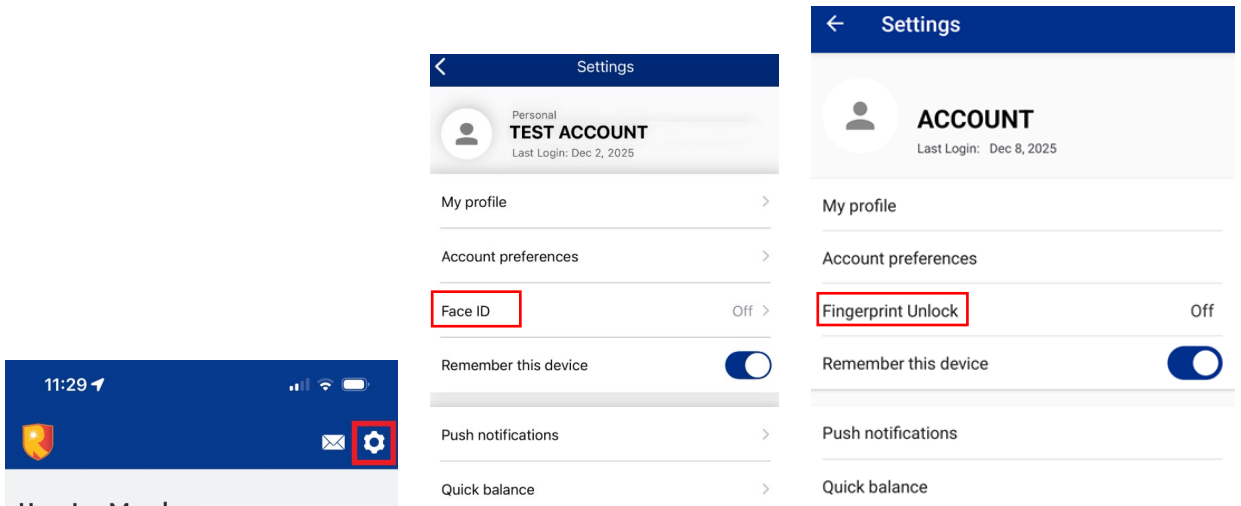 11:29
Settings
Personal
TEST ACCOUNT
Last Login: Dec 2, 2025
My profile
Account preferences
Face ID Off
Remember this device
Push notifications
Quick balance
Settings
ACCOUNT
Last Login: Dec 8, 2025
My profile
Account preferences
Fingerprint Unlock Off
Remember this device
Push notifications
Quick balance